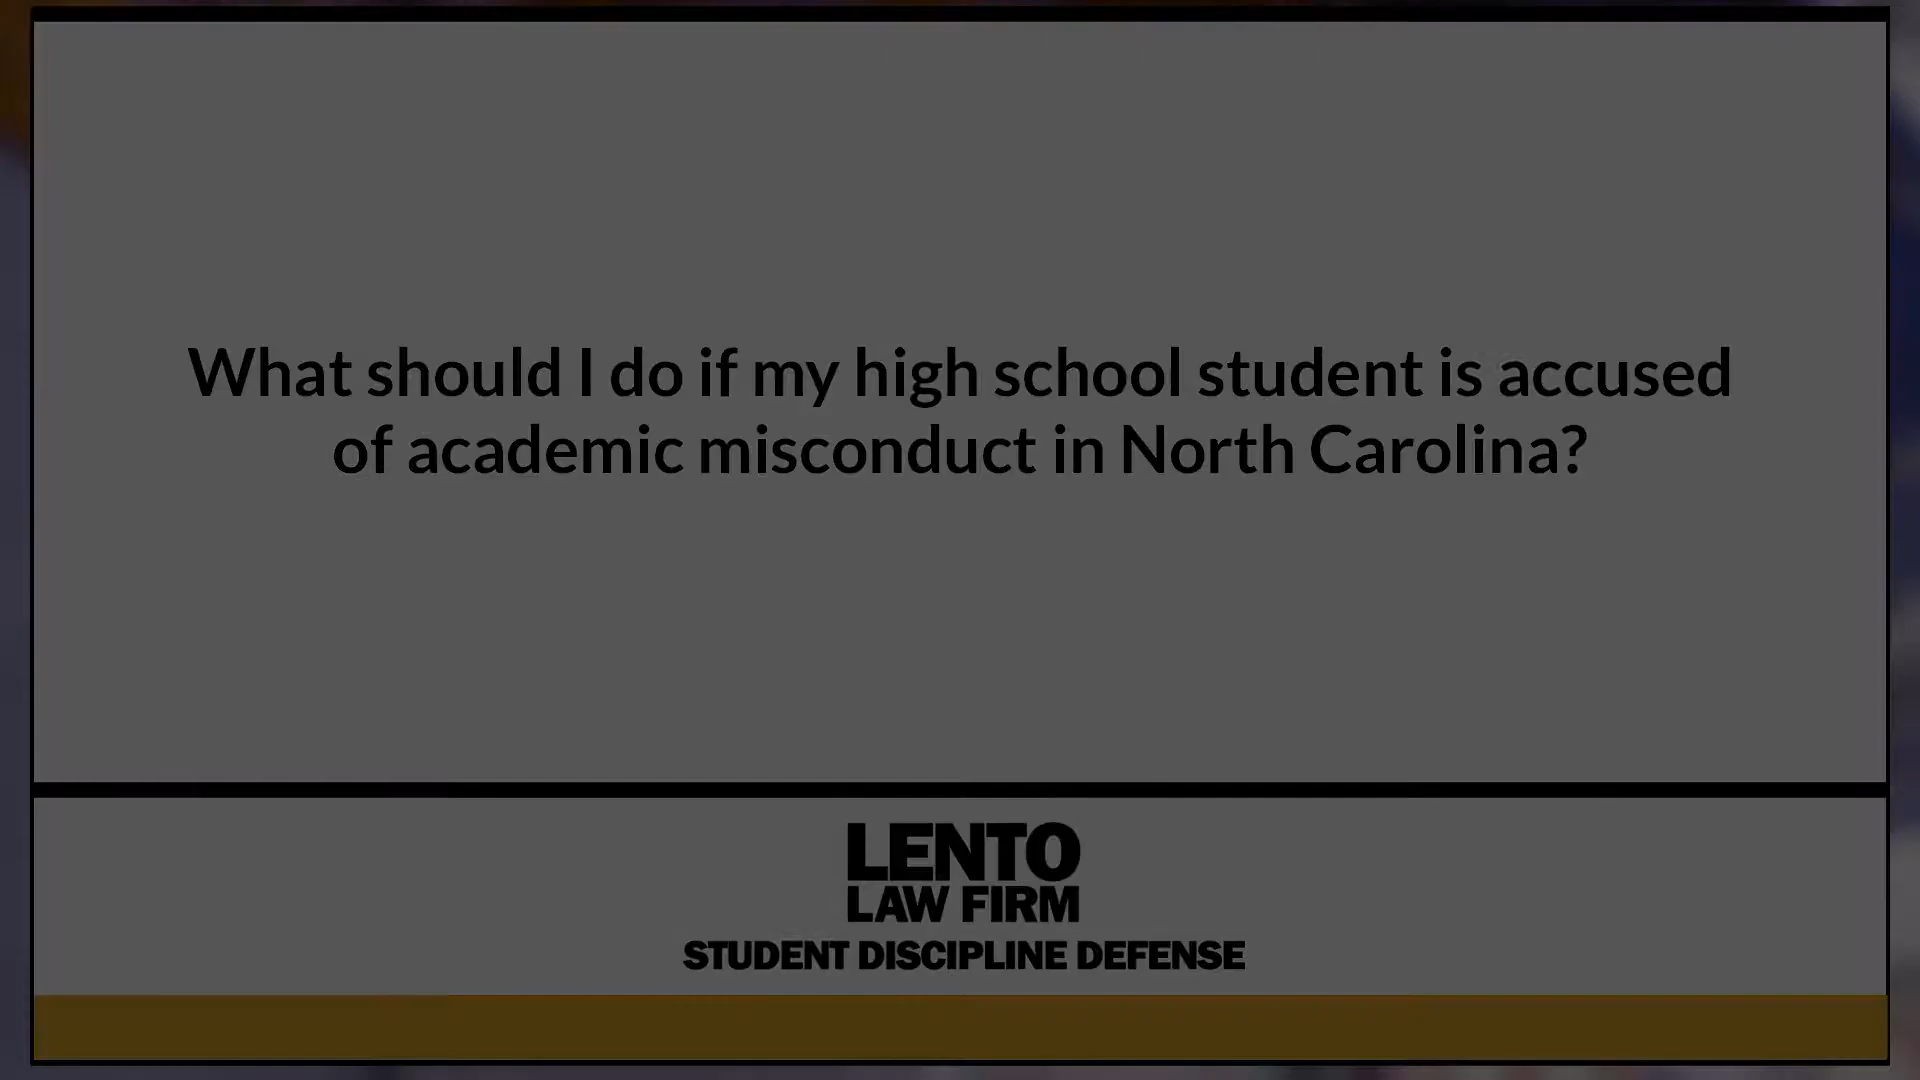 What should I do if my high school student is accused
of academic misconduct in North Carolina?
LENTO
LAW FIRM
STUDENT DISCIPLINE DEFENSE